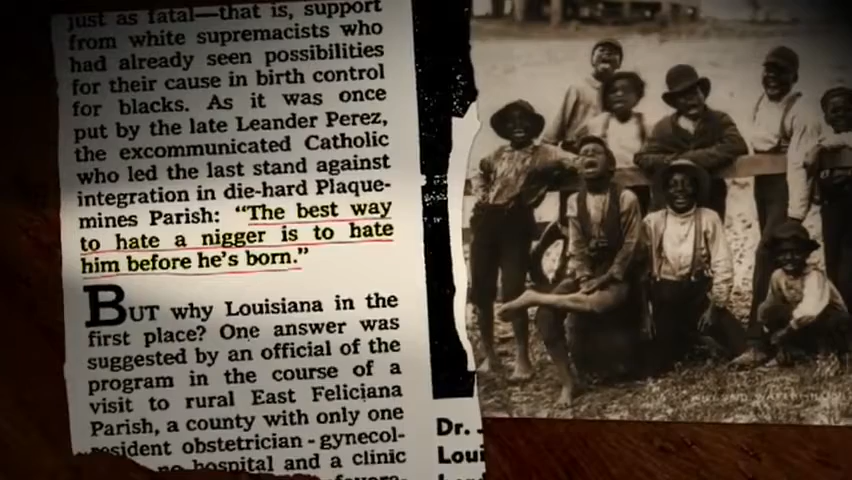 just as fatal—that is, support
from white supremacists who
had already seen possibilities
for their cause in birth control
for blacks. As it was once
put by the late Leander Perez,
the excommunicated Catholic
who led the last stand against
integration in die-hard Plaque-
mines Parish: “The best way
to hate a nigger is to hate
him before he’s born.”
BUT why Louisiana in the
first place? One answer was
suggested by an official of the
program in the course of a
visit to rural East Feliciana
Parish, a county with only one
resident obstetrician-gynecol-
no hospital and a clinic
Dr.
Loui